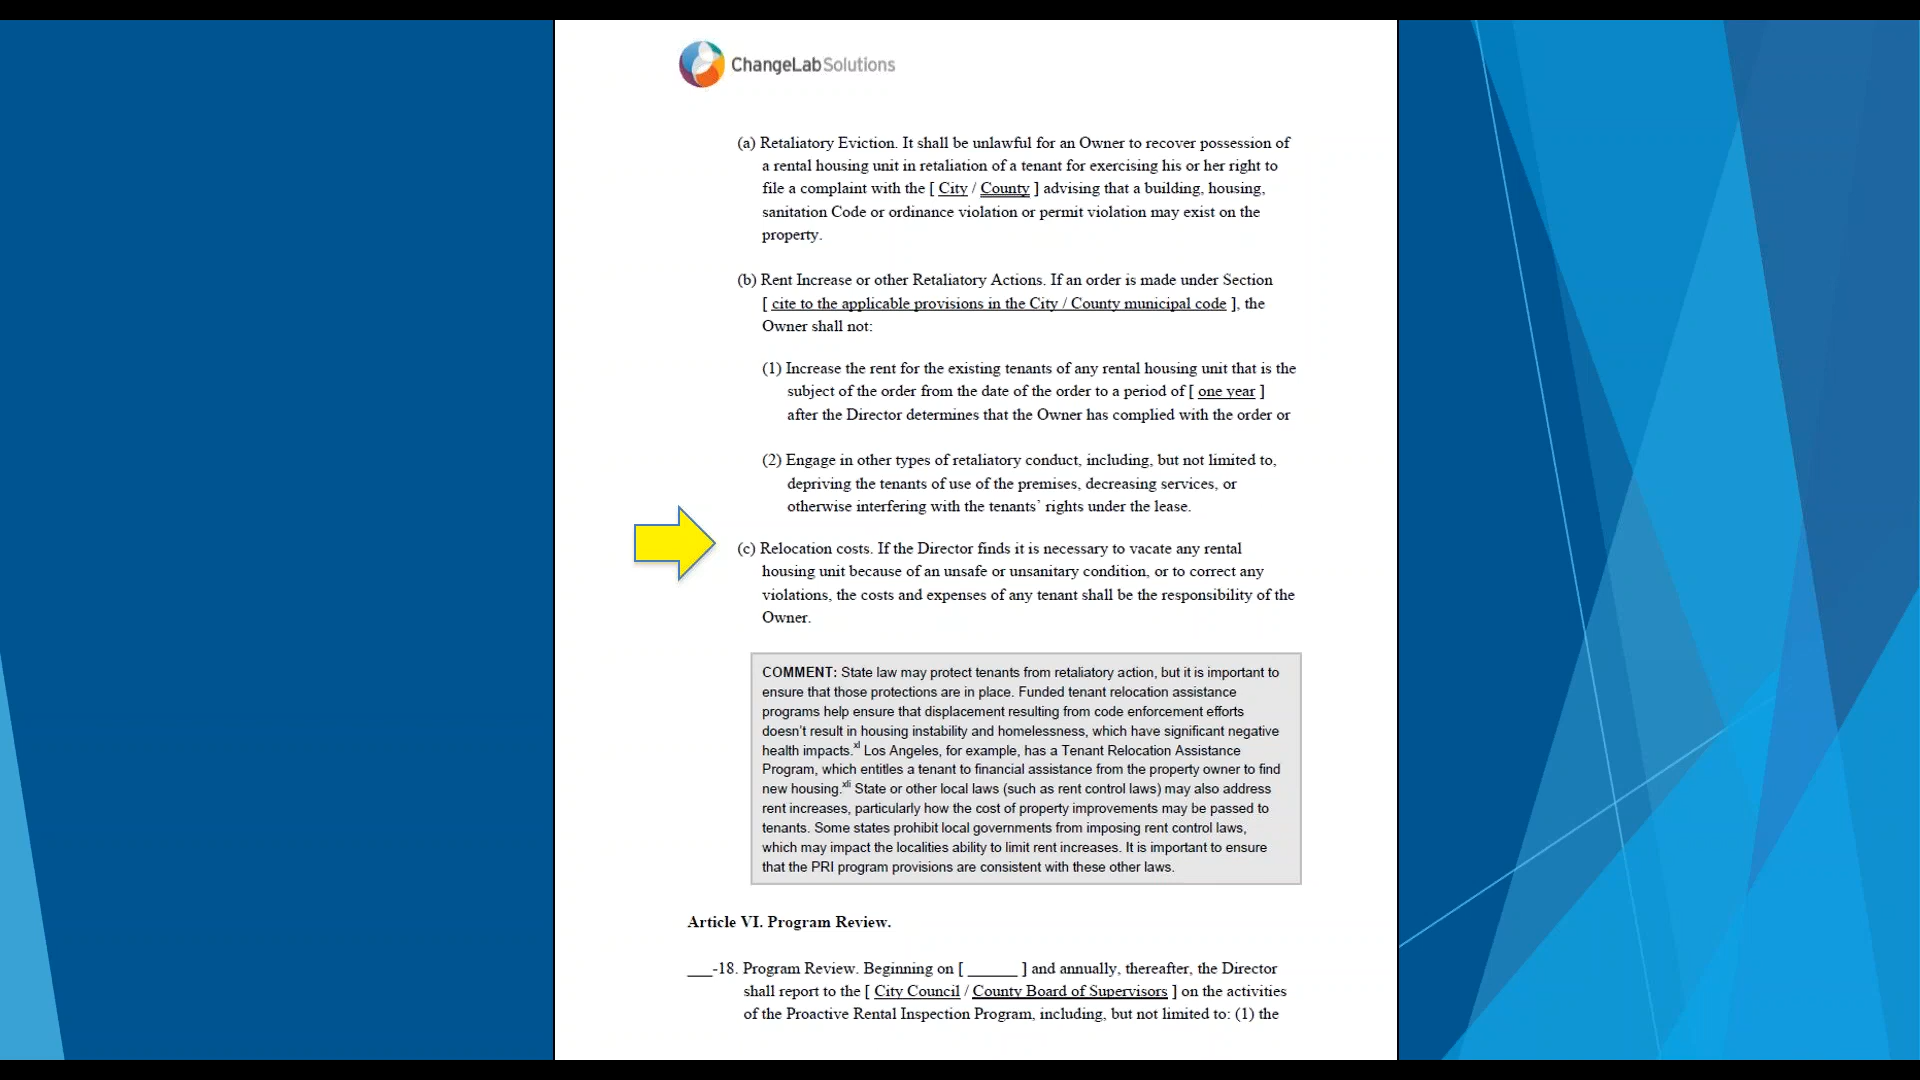 ChangeLab Solutions
(a) Retaliatory Eviction. It shall be unlawful for an Owner to recover possession of
a rental housing unit in retaliation of a tenant for exercising his or her right to
file a complaint with the [ City / County ] advising that a building, housing,
sanitation Code or ordinance violation or permit violation may exist on the
property.
(b) Rent Increase or other Retaliatory Actions. If an order is made under Section
[ cite to the applicable provisions in the City / County municipal code ], the
Owner shall not:
(1) Increase the rent for the existing tenants of any rental housing unit that is the
subject of the order from the date of the order to a period of [ one year ]
after the Director determines that the Owner has complied with the order or
(2) Engage in other types of retaliatory conduct, including, but not limited to,
depriving the tenants of use of the premises, decreasing services, or
otherwise interfering with the tenants' rights under the lease.
(c) Relocation costs. If the Director finds it is necessary to vacate any rental
housing unit because of an unsafe or unsanitary condition, or to correct any
violations, the costs and expenses of any tenant shall be the responsibility of the
Owner.
COMMENT: State law may protect tenants from retaliatory action, but it is important to
ensure that those protections are in place. Funded tenant relocation assistance
programs help ensure that displacement resulting from code enforcement efforts
doesn't result in housing instability and homelessness, which have significant negative
health impacts.xl Los Angeles, for example, has a Tenant Relocation Assistance
Program, which entitles a tenant to financial assistance from the property owner to find
new housing.xli State or other local laws (such as rent control laws) may also address
rent increases, particularly how the cost of property improvements may be passed to
tenants. Some states prohibit local governments from imposing rent control laws,
which may impact the localities ability to limit rent increases. It is important to ensure
that the PRI program provisions are consistent with these other laws.
Article VI. Program Review.
___-18. Program Review. Beginning on [ ______ ] and annually, thereafter, the Director
shall report to the [ City Council / County Board of Supervisors ] on the activities
of the Proactive Rental Inspection Program, including, but not limited to: (1) the